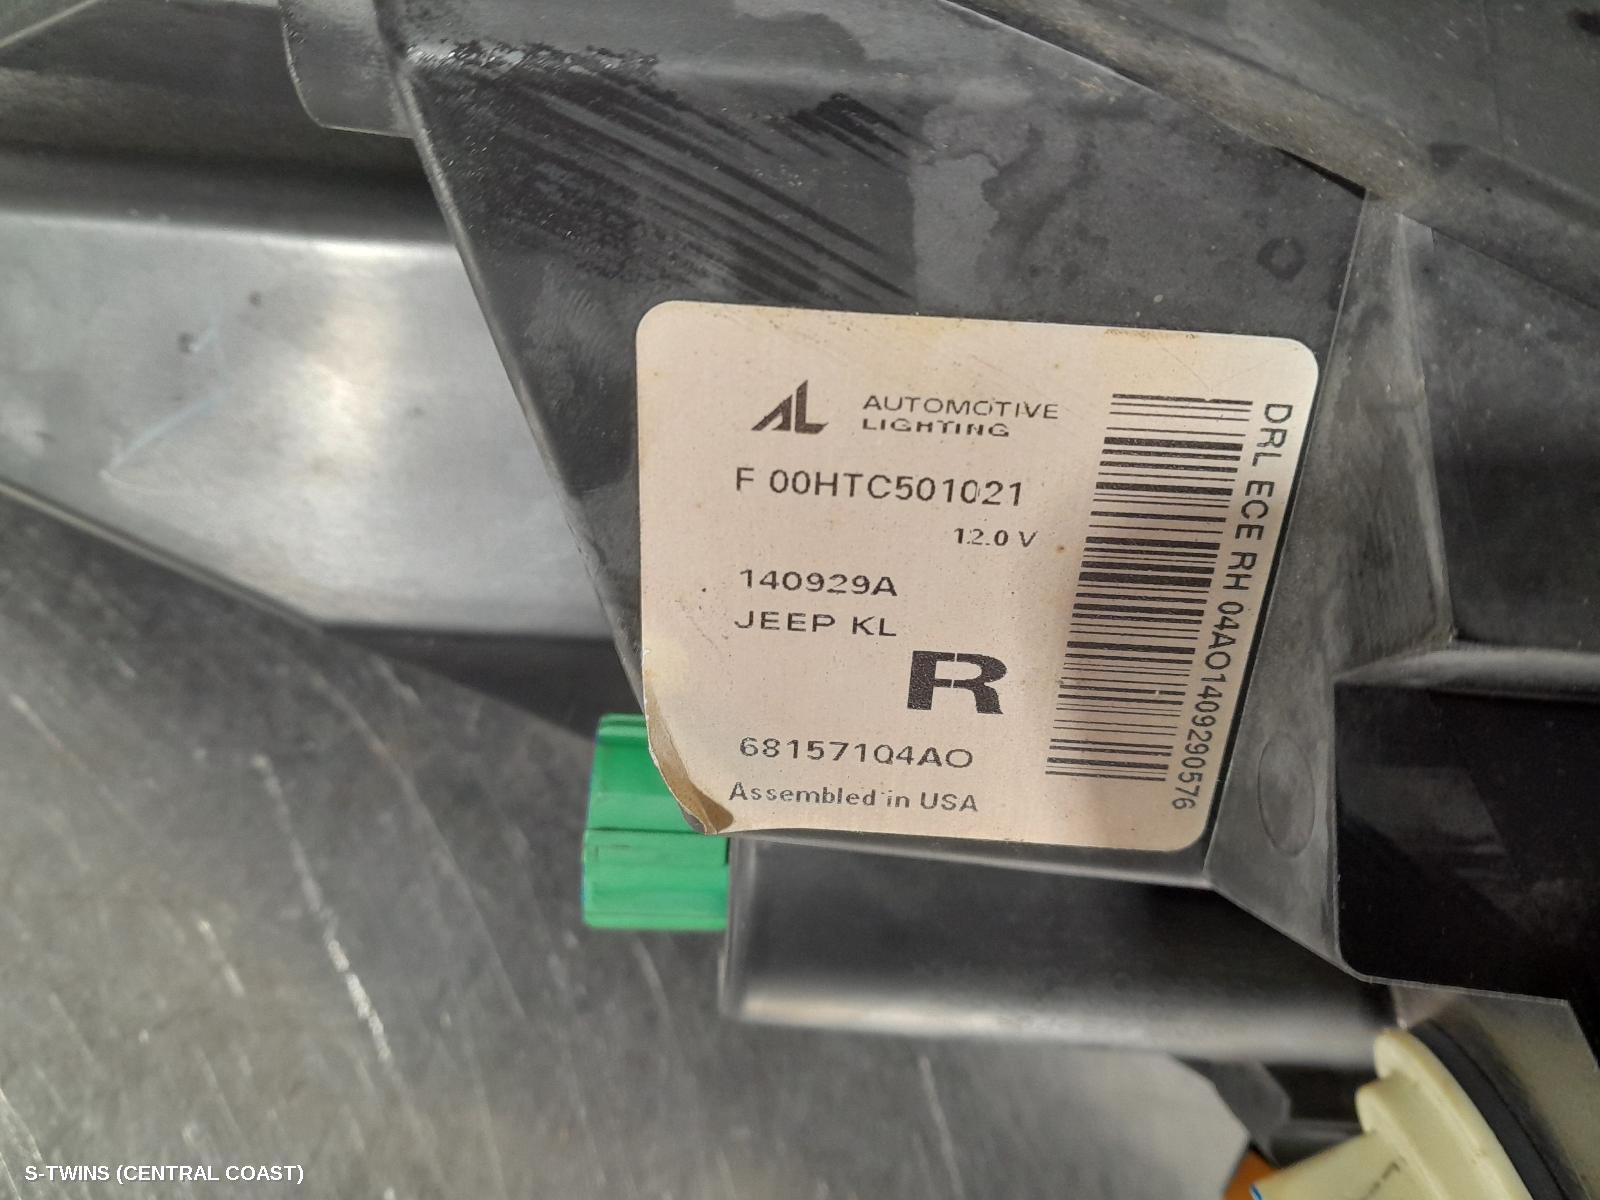 AL AUTOMOTIVE
LIGHTING
F 00HTC501021
12.0 V
140929A
JEEP KL
R
68157104AO
Assembled in USA
DRL ECE RH 04AO1409290576
S-TWINS (CENTRAL COAST)